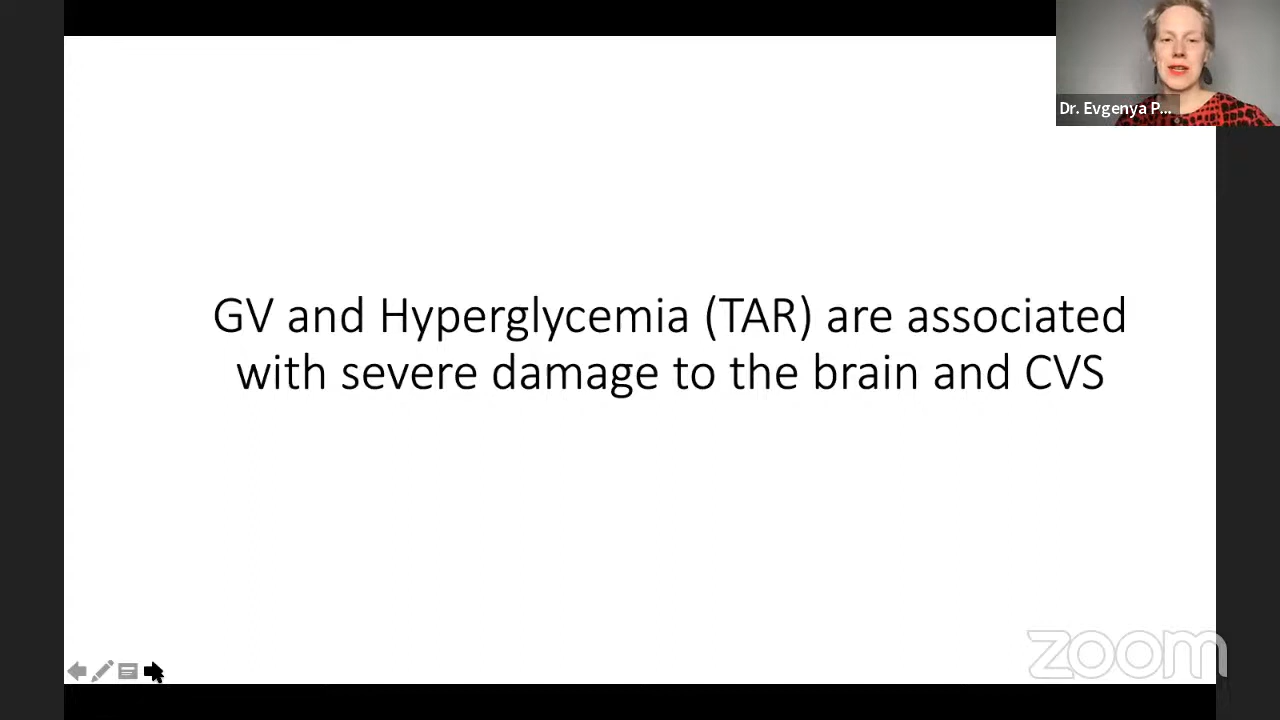 Dr. Evgenya P...
GV and Hyperglycemia (TAR) are associated
with severe damage to the brain and CVS
zoom